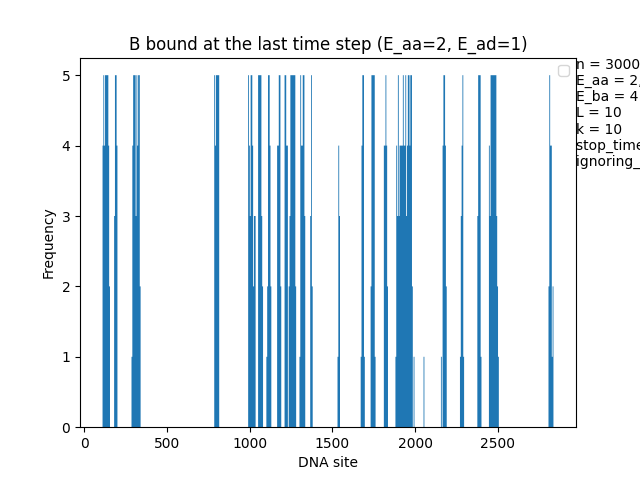 B bound at the last time step (E_aa=2, E_ad=1)
n = 3000
E_aa = 2,
E_ba = 4
L = 10
k = 10
stop_time
ignoring_
Frequency
5
4
3
2
1
0
0 500 1000 1500 2000 2500
DNA site